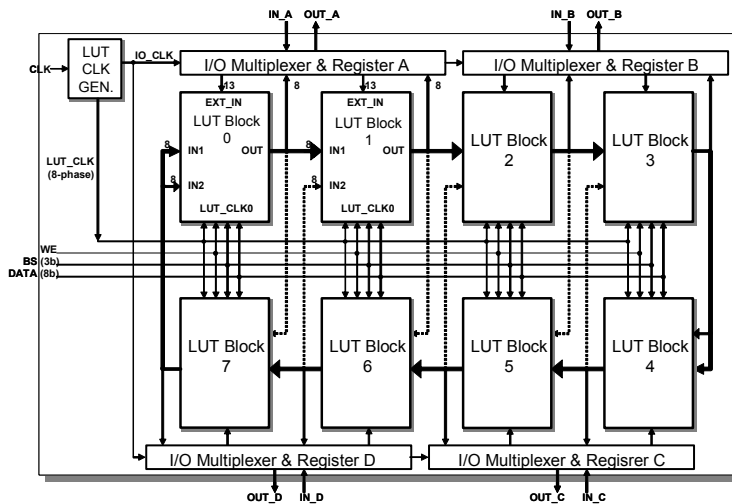 IN_A OUT_A IN_B OUT_B
LUT CLK GEN.
CLK
IO_CLK
I/O Multiplexer & Register A
I/O Multiplexer & Register B
13 8 13 8
EXT_IN
LUT Block 0
8 IN1 OUT
8 IN2
LUT_CLK0
EXT_IN
LUT Block 1
8 IN1 OUT
8 IN2
LUT_CLK0
LUT Block 2
LUT Block 3
LUT_CLK (8-phase)
WE
BS (3b)
DATA (8b)
LUT Block 7
LUT Block 6
LUT Block 5
LUT Block 4
I/O Multiplexer & Register D
I/O Multiplexer & Regisrer C
OUT_D IN_D OUT_C IN_C